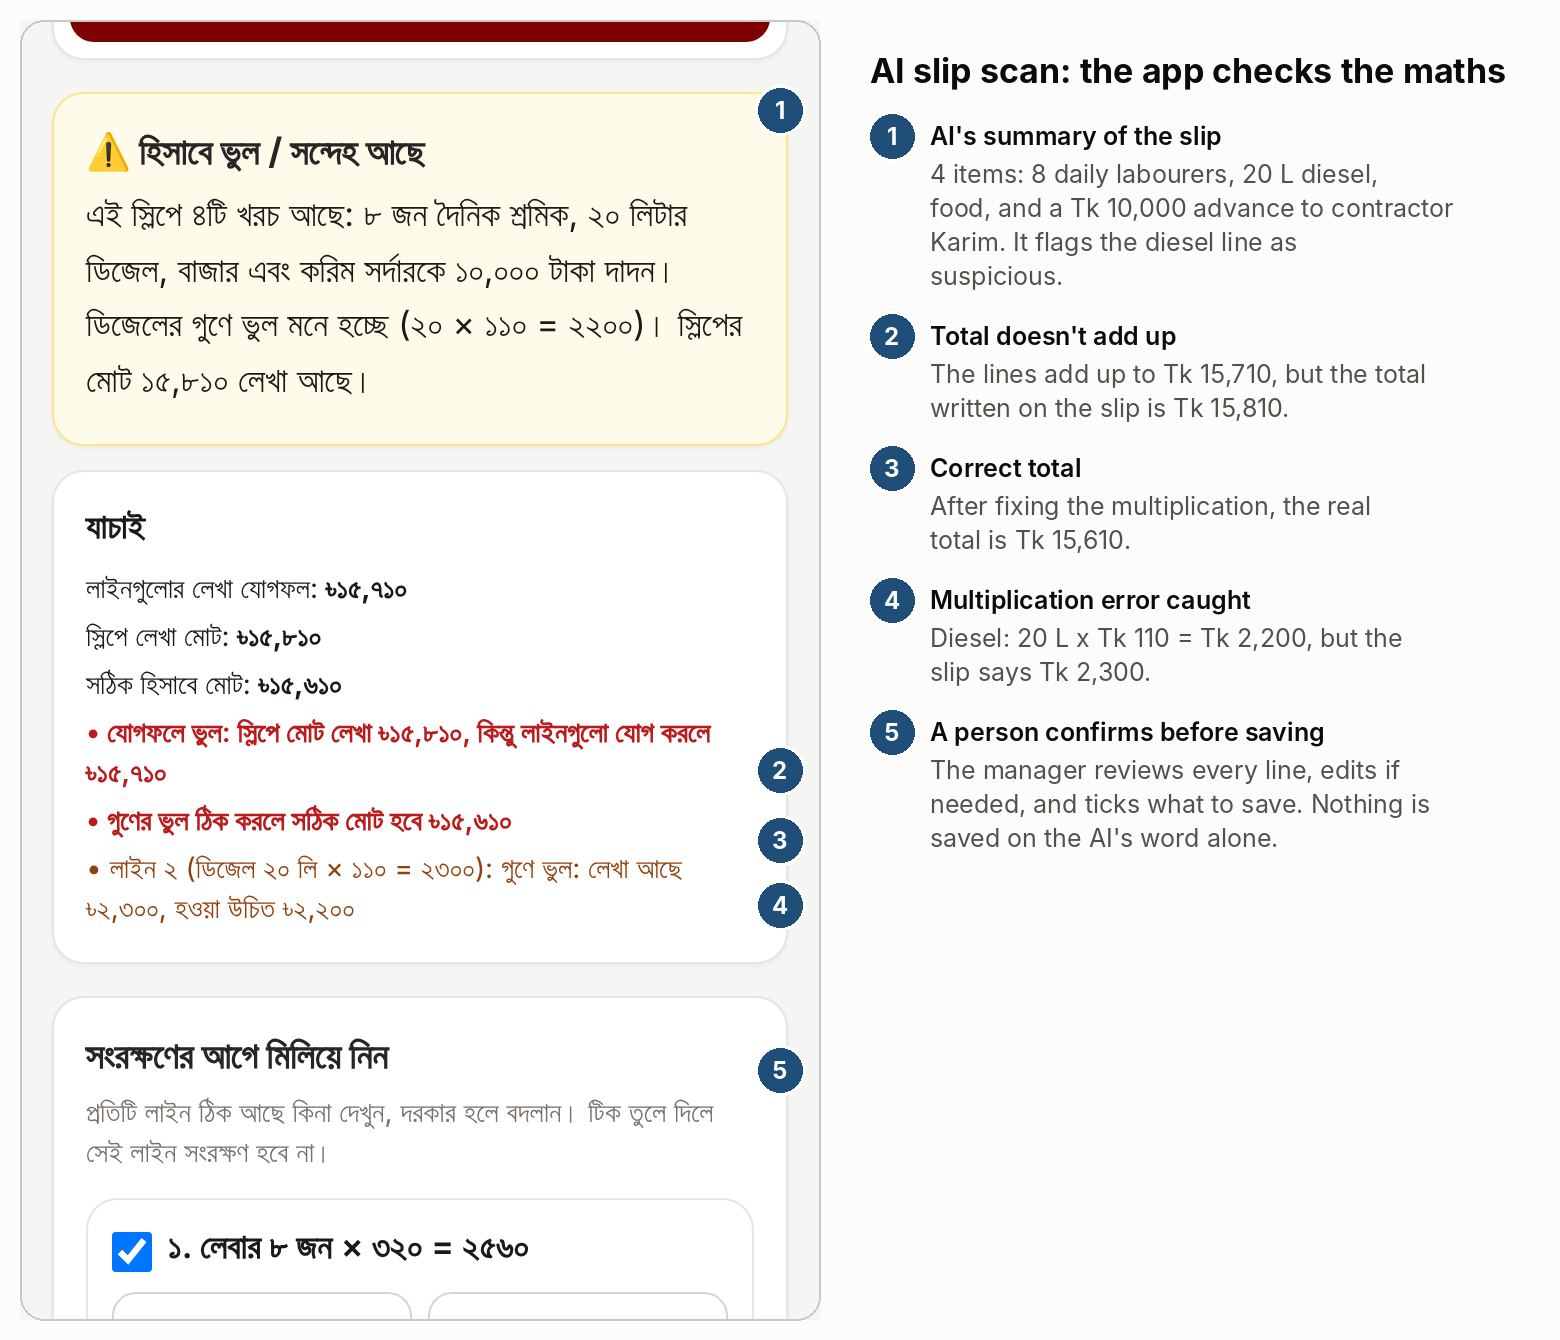 1
⚠️ হিসাবে ভুল / সন্দেহ আছে
এই স্লিপে ৪টি খরচ আছে: ৮ জন দৈনিক শ্রমিক, ২০ লিটার
ডিজেল, বাজার এবং করিম সর্দারকে ১০,০০০ টাকা দাদন।
ডিজেলের গুণে ভুল মনে হচ্ছে (২০ × ১১০ = ২২০০)। স্লিপের
মোট ১৫,৮১০ লেখা আছে।
যাচাই
লাইনগুলোর লেখা যোগফল: ৳১৫,৭১০
স্লিপে লেখা মোট: ৳১৫,৮১০
সঠিক হিসাবে মোট: ৳১৫,৬১০
• যোগফলে ভুল: স্লিপে মোট লেখা ৳১৫,৮১০, কিন্তু লাইনগুলো যোগ করলে
৳১৫,৭১০
2
• গুণের ভুল ঠিক করলে সঠিক মোট হবে ৳১৫,৬১০
3
• লাইন ২ (ডিজেল ২০ লি × ১১০ = ২৩০০): গুণে ভুল: লেখা আছে
৳২,৩০০, হওয়া উচিত ৳২,২০০
4
সংরক্ষণের আগে মিলিয়ে নিন
5
প্রতিটি লাইন ঠিক আছে কিনা দেখুন, দরকার হলে বদলান। টিক তুলে দিলে
সেই লাইন সংরক্ষণ হবে না।
১. লেবার ৮ জন × ৩২০ = ২৫৬০
AI slip scan: the app checks the maths
1 AI's summary of the slip
4 items: 8 daily labourers, 20 L diesel,
food, and a Tk 10,000 advance to contractor
Karim. It flags the diesel line as
suspicious.
2 Total doesn't add up
The lines add up to Tk 15,710, but the total
written on the slip is Tk 15,810.
3 Correct total
After fixing the multiplication, the real
total is Tk 15,610.
4 Multiplication error caught
Diesel: 20 L x Tk 110 = Tk 2,200, but the
slip says Tk 2,300.
5 A person confirms before saving
The manager reviews every line, edits if
needed, and ticks what to save. Nothing is
saved on the AI's word alone.